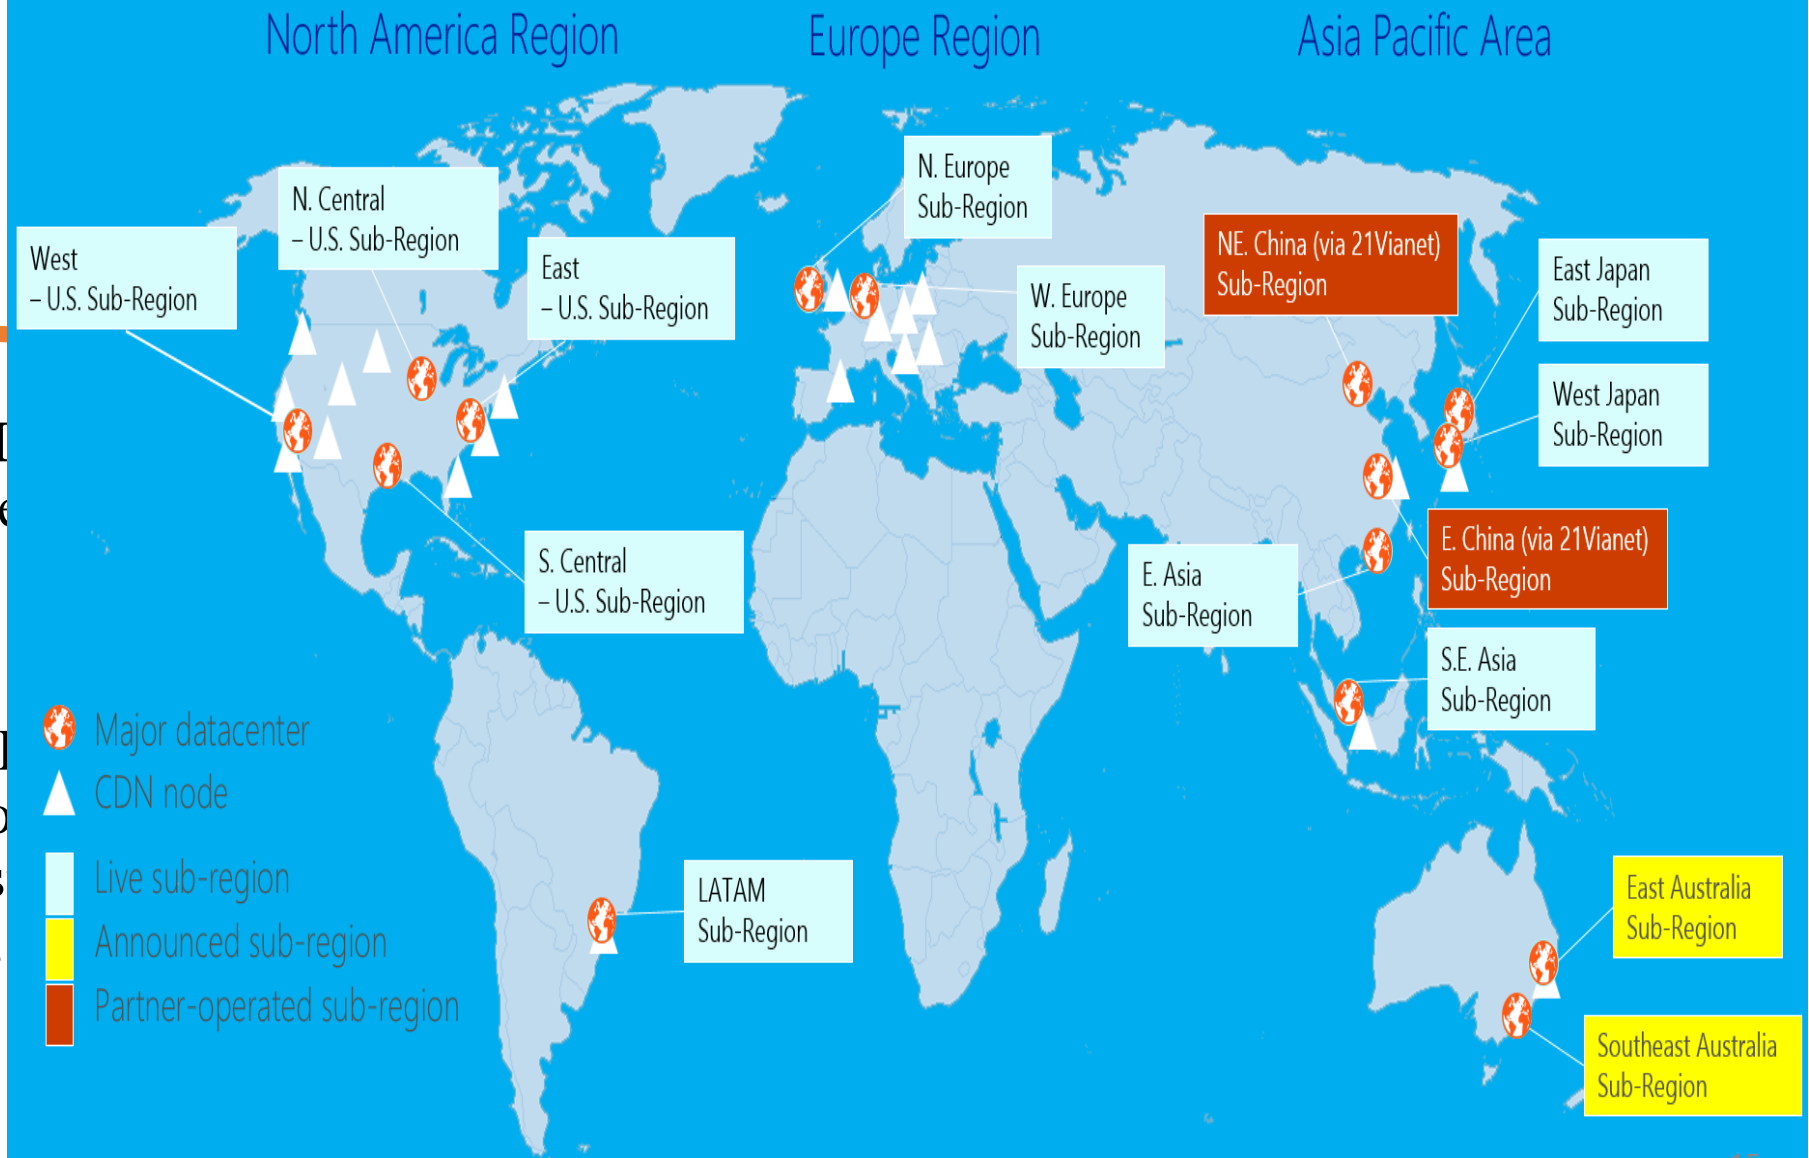 North America Region
Europe Region
Asia Pacific Area
N. Europe
Sub-Region
N. Central
– U.S. Sub-Region
West
– U.S. Sub-Region
East
– U.S. Sub-Region
NE. China (via 21Vianet)
Sub-Region
East Japan
Sub-Region
W. Europe
Sub-Region
West Japan
Sub-Region
S. Central
– U.S. Sub-Region
E. China (via 21Vianet)
Sub-Region
E. Asia
Sub-Region
S.E. Asia
Sub-Region
Major datacenter
CDN node
Live sub-region
Announced sub-region
Partner-operated sub-region
LATAM
Sub-Region
East Australia
Sub-Region
Southeast Australia
Sub-Region